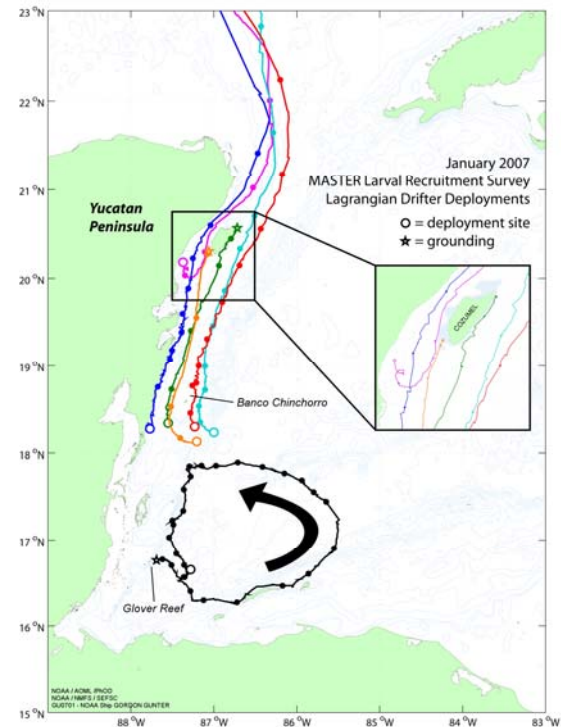 23°N
22°N
21°N
20°N
19°N
18°N
17°N
16°N
15°N
January 2007
MASTER Larval Recruitment Survey
Lagrangian Drifter Deployments
= deployment site
= grounding
Yucatan
Peninsula
COZUMEL
Banco Chinchorro
Glover Reef
NOAA / AOML /PhOD
NOAA / NMFS / SEFSC
GU0701 - NOAA Ship GORDON GUNTER
88°W 87°W 86°W 85°W 84°W 83°W